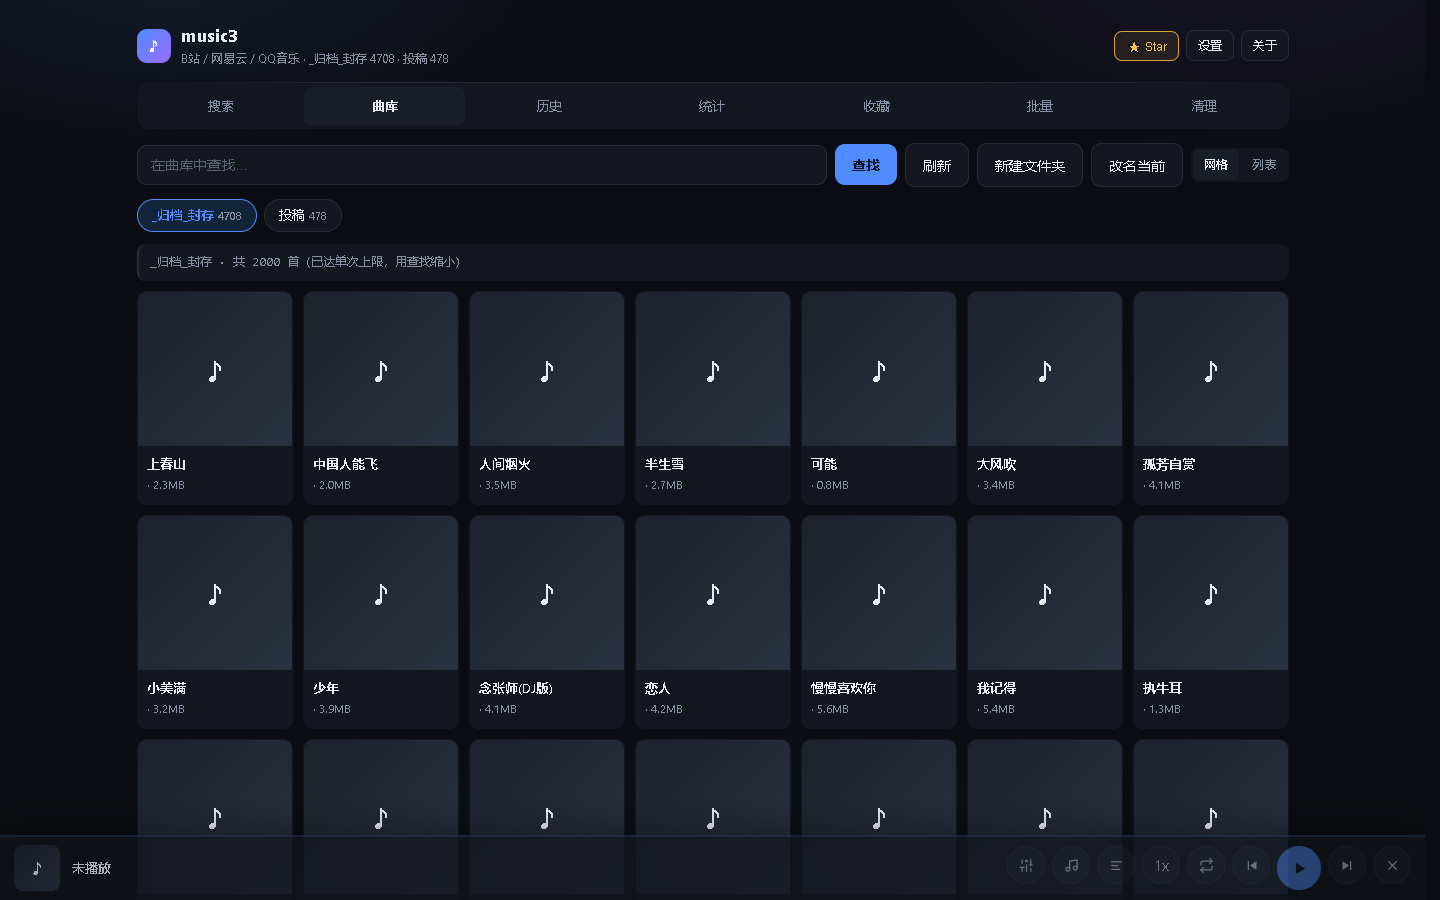 music3
B站 / 网易云 / QQ音乐 · _归档_封存 4708 · 投稿 478
★ Star
设置
关于
搜索
曲库
历史
统计
收藏
批量
清理
在曲库中查找...
查找
刷新
新建文件夹
改名当前
网格
列表
_归档_封存 4708
投稿 478
_归档_封存 · 共 2000 首 (已达单次上限，用查找缩小)
上春山
· 2.3MB
中国人能飞
· 2.0MB
人间烟火
· 3.5MB
半生雪
· 2.7MB
可能
· 0.8MB
大风吹
· 3.4MB
孤芳自赏
· 4.1MB
小美满
· 3.2MB
少年
· 3.9MB
念张师(DJ版)
· 4.1MB
恋人
· 4.2MB
慢慢喜欢你
· 5.6MB
我记得
· 5.4MB
执牛耳
· 1.3MB
未播放
1x